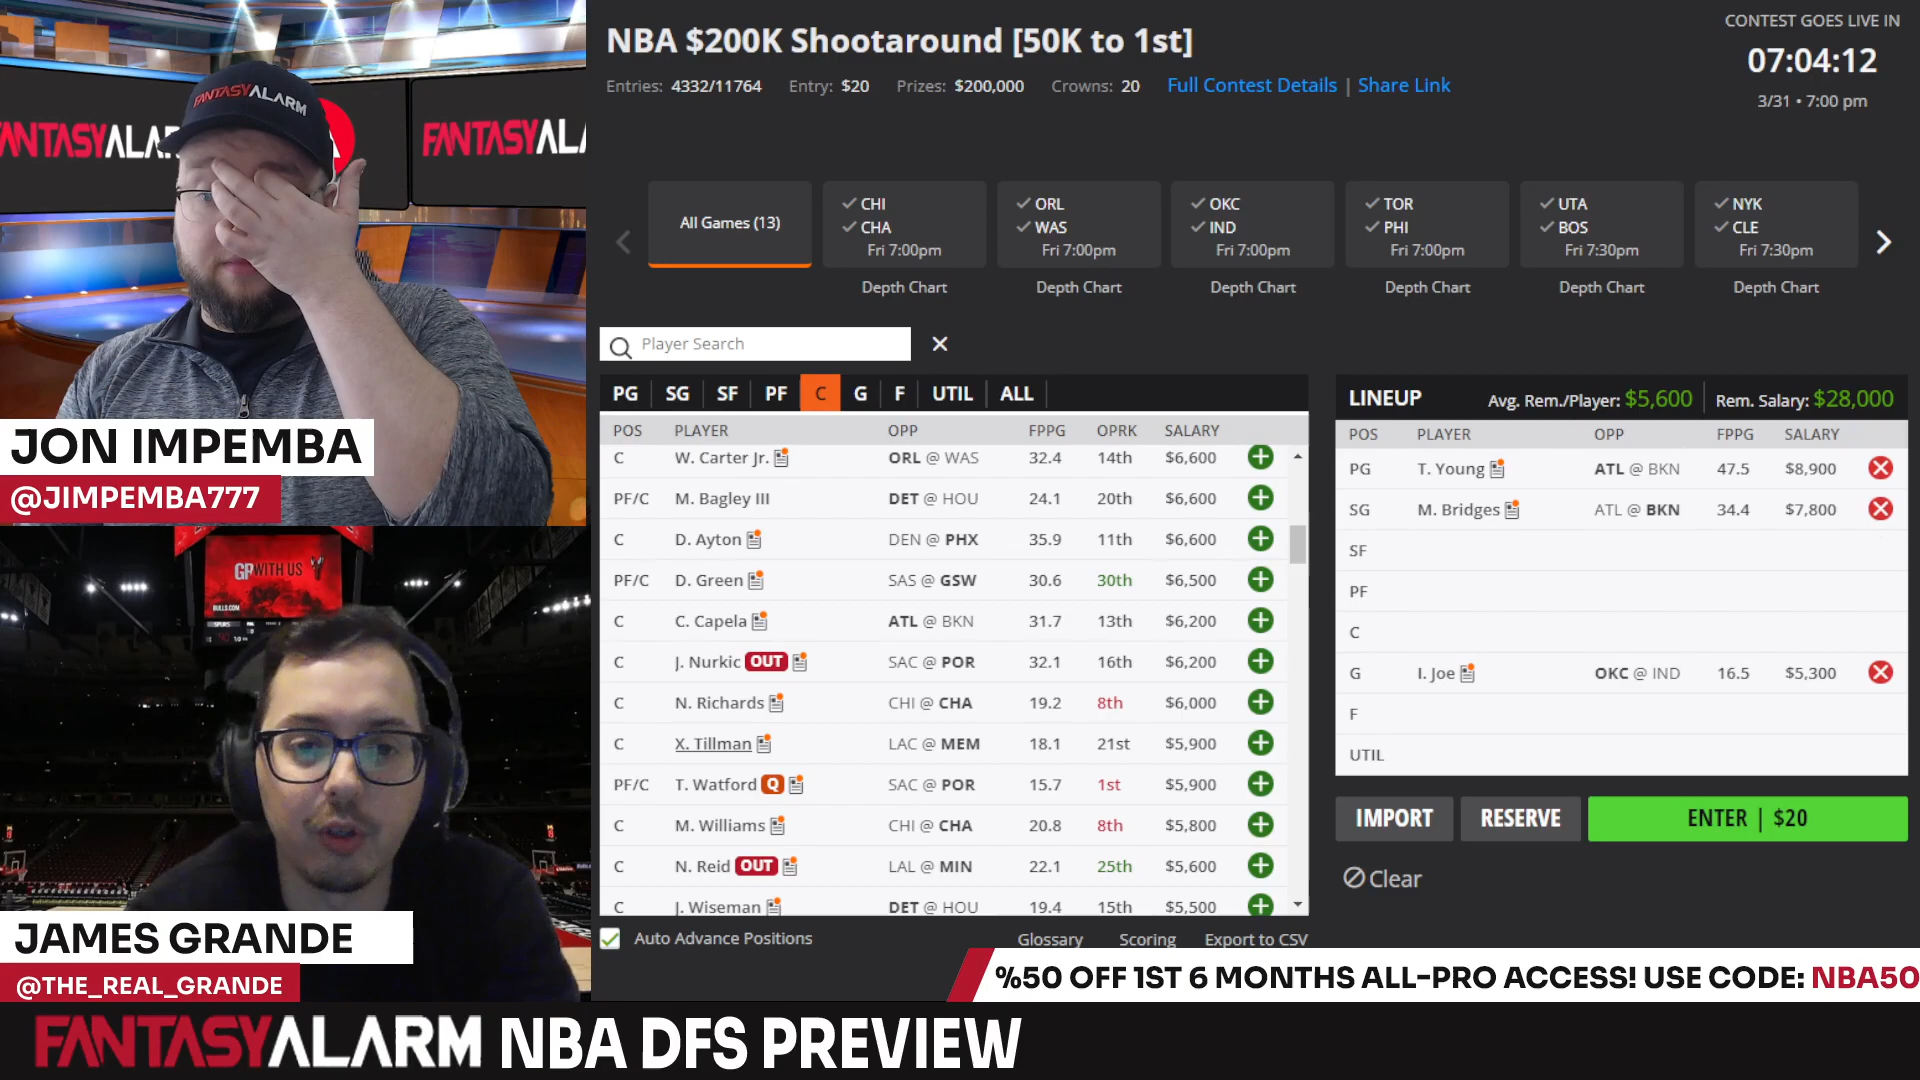 FANTASYALARM
FANTASYALA
FANTASYAL
JON IMPEMBA
@JIMPEMBA777
WITH US
BULLS.COM
JAMES GRANDE
@THE_REAL_GRANDE
NBA $200K Shootaround [50K to 1st]
Entries: 4332/11764 Entry: $20 Prizes: $200,000 Crowns: 20 Full Contest Details | Share Link
CONTEST GOES LIVE IN
07:04:12
3/31 • 7:00 pm
All Games (13)
CHI
CHA
Fri 7:00pm
Depth Chart
ORL
WAS
Fri 7:00pm
Depth Chart
OKC
IND
Fri 7:00pm
Depth Chart
TOR
PHI
Fri 7:00pm
Depth Chart
UTA
BOS
Fri 7:30pm
Depth Chart
NYK
CLE
Fri 7:30pm
Depth Chart
Player Search
PG SG SF PF C G F UTIL ALL
POS PLAYER OPP FPPG OPRK SALARY
C W. Carter Jr. ORL @ WAS 32.4 14th $6,600
PF/C M. Bagley III DET @ HOU 24.1 20th $6,600
C D. Ayton DEN @ PHX 35.9 11th $6,600
PF/C D. Green SAS @ GSW 30.6 30th $6,500
C C. Capela ATL @ BKN 31.7 13th $6,200
C J. Nurkic OUT SAC @ POR 32.1 16th $6,200
C N. Richards CHI @ CHA 19.2 8th $6,000
C X. Tillman LAC @ MEM 18.1 21st $5,900
PF/C T. Watford Q SAC @ POR 15.7 1st $5,900
C M. Williams CHI @ CHA 20.8 8th $5,800
C N. Reid OUT LAL @ MIN 22.1 25th $5,600
C J. Wiseman DET @ HOU 19.4 15th $5,500
Auto Advance Positions
Glossary Scoring Export to CSV
LINEUP Avg. Rem./Player: $5,600 Rem. Salary: $28,000
POS PLAYER OPP FPPG SALARY
PG T. Young ATL @ BKN 47.5 $8,900
SG M. Bridges ATL @ BKN 34.4 $7,800
SF
PF
C
G I. Joe OKC @ IND 16.5 $5,300
F
UTIL
IMPORT RESERVE ENTER | $20
Clear
%50 OFF 1ST 6 MONTHS ALL-PRO ACCESS! USE CODE: NBA50
FANTASYALARM NBA DFS PREVIEW